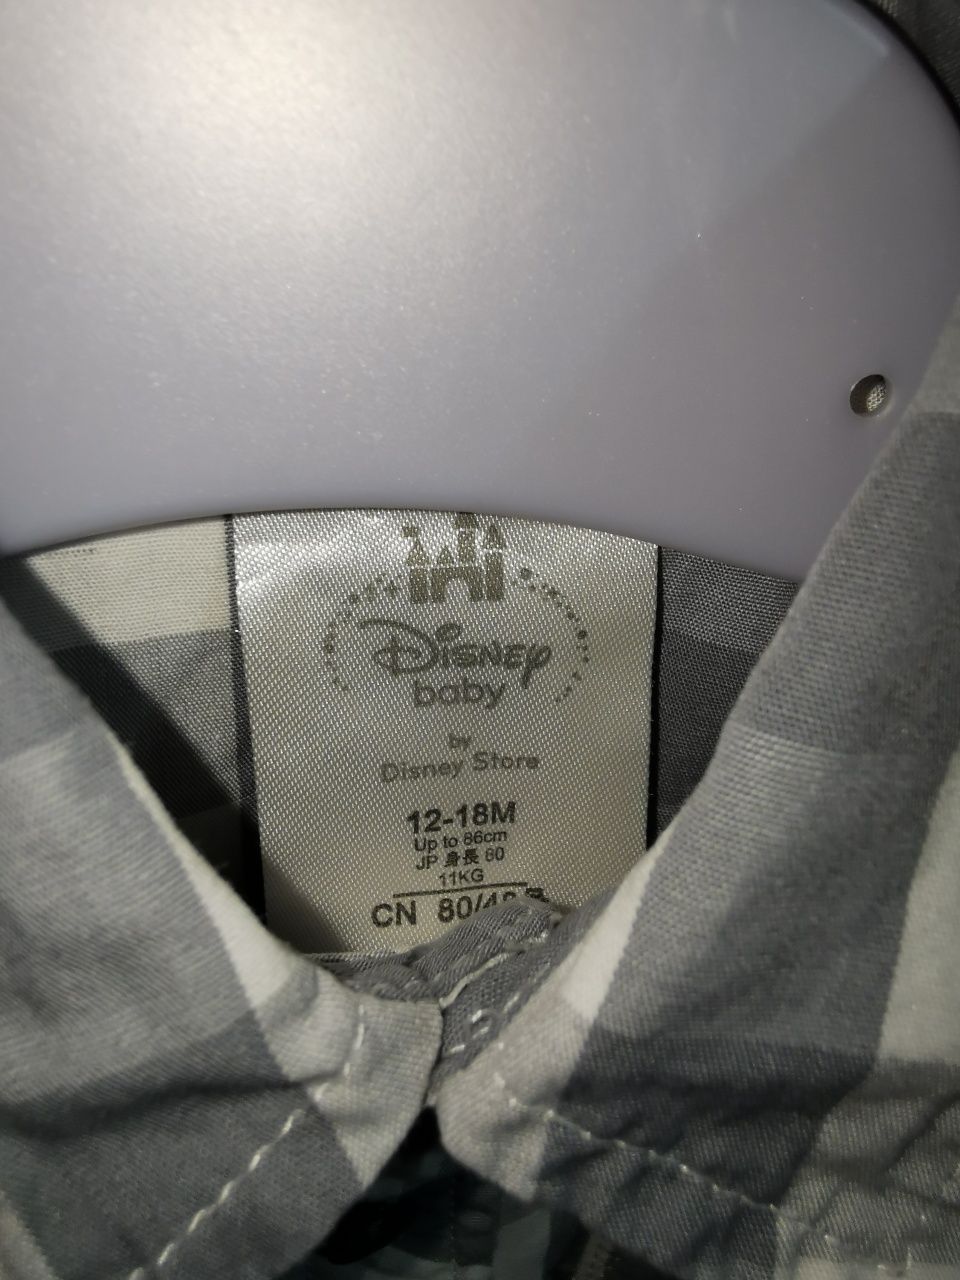 Disney
baby
by
Disney Store
12-18M
Up to 86cm
JP 身長 80
11KG
CN 80/48